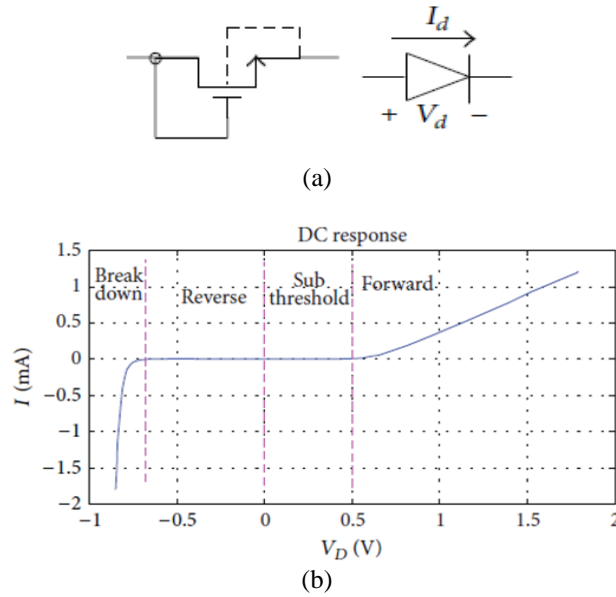 I_d
+ V_d −
(a)
DC response
Break down
Reverse
Sub threshold
Forward
1.5
1
0.5
0
−0.5
−1
−1.5
−2
I (mA)
−1
−0.5
0
0.5
1
1.5
2
V_D (V)
(b)